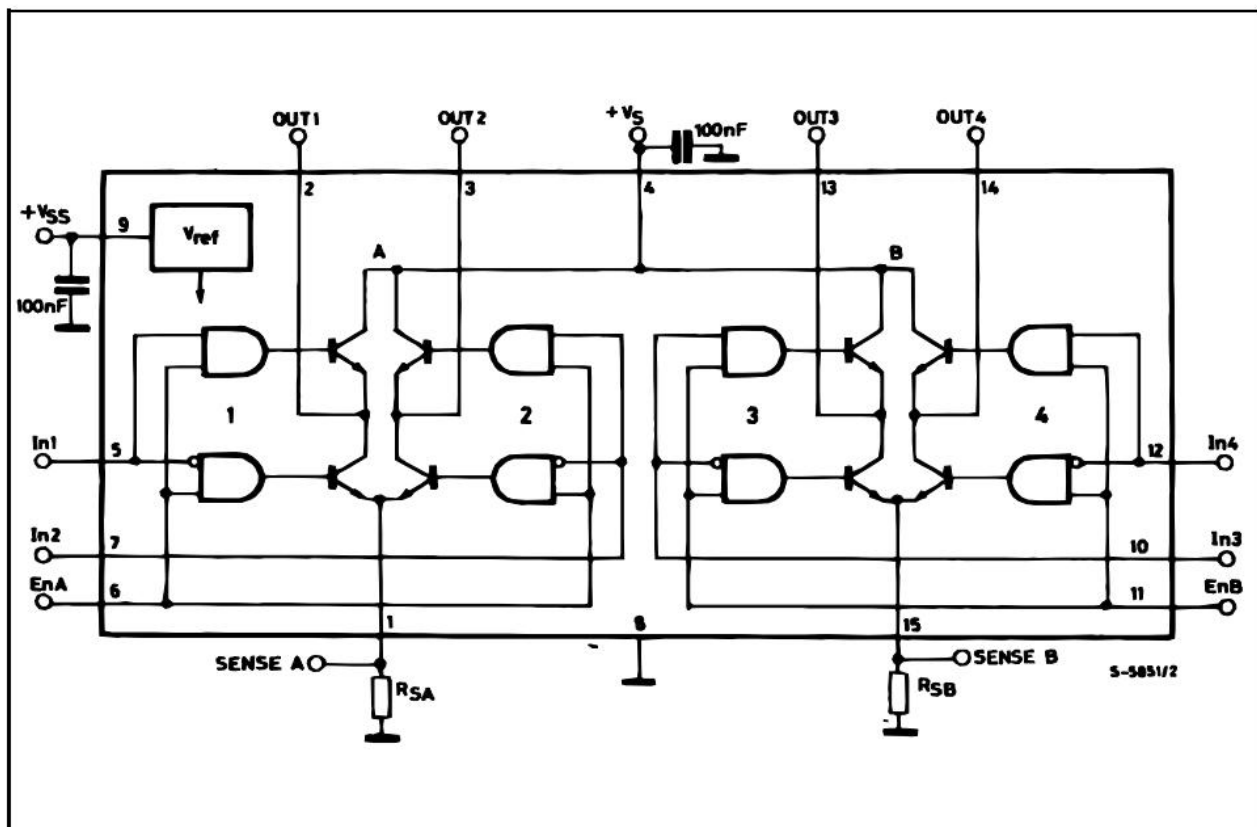 OUT1
OUT2
+VS
100nF
OUT3
OUT4
2
3
4
13
14
+VSS
9
Vref
A
B
100nF
1
2
3
4
In1
5
12
In4
In2
7
10
In3
EnA
6
11
EnB
1
8
15
SENSE A
SENSE B
S-5851/2
RSA
RSB